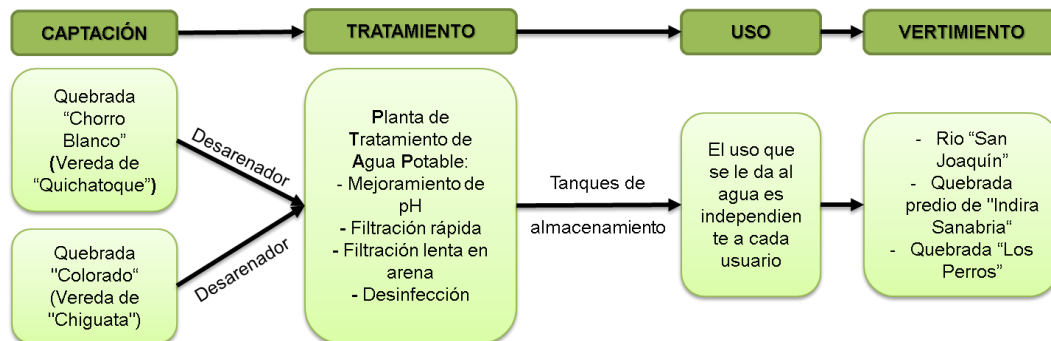 CAPTACIÓN
TRATAMIENTO
USO
VERTIMIENTO
Quebrada
“Chorro
Blanco”
(Vereda de
“Quichatoque”)
Quebrada
"Colorado“
(Vereda de
"Chiguata")
Desarenador
Desarenador
Planta de
Tratamiento de
Agua Potable:
- Mejoramiento de
pH
- Filtración rápida
- Filtración lenta en
arena
- Desinfección
Tanques de
almacenamiento
El uso que
se le da al
agua es
independien
te a cada
usuario
- Rio “San
Joaquín”
- Quebrada
predio de "Indira
Sanabria“
- Quebrada “Los
Perros”